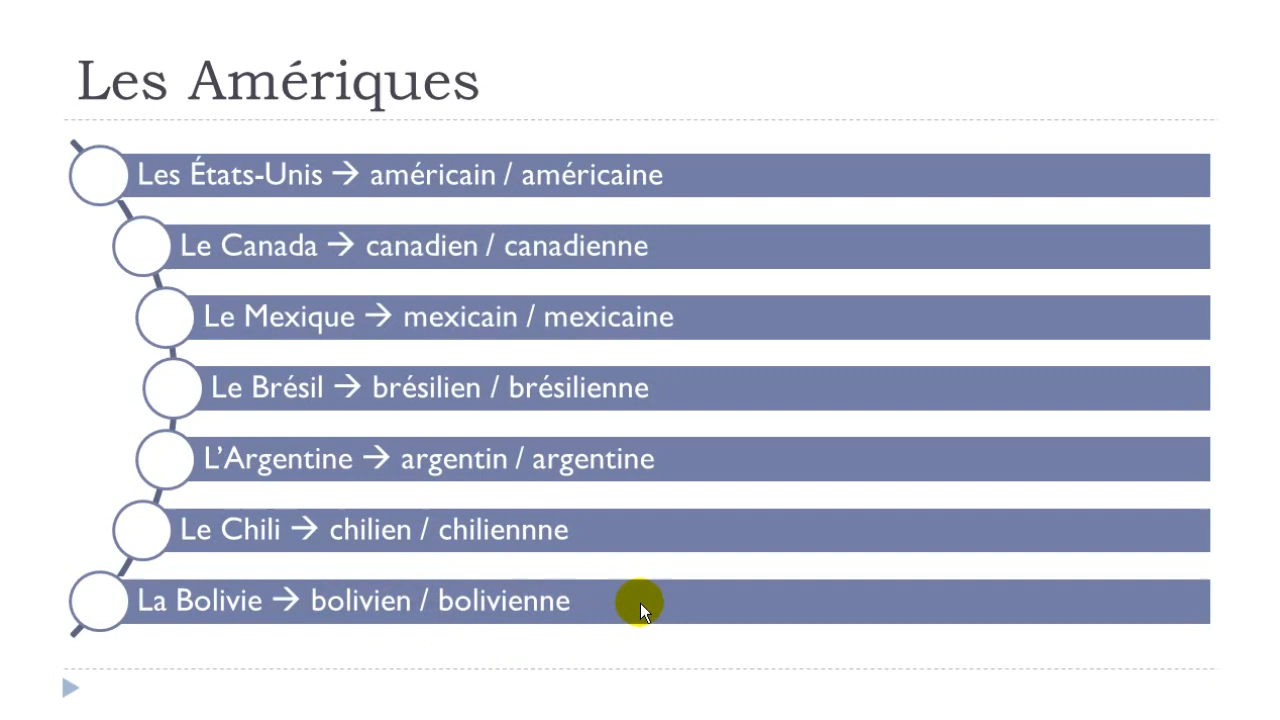 Les Amériques
Les États-Unis → américain / américaine
Le Canada → canadien / canadienne
Le Mexique → mexicain / mexicaine
Le Brésil → brésilien / brésilienne
L’Argentine → argentin / argentine
Le Chili → chilien / chiliennne
La Bolivie → bolivien / bolivienne